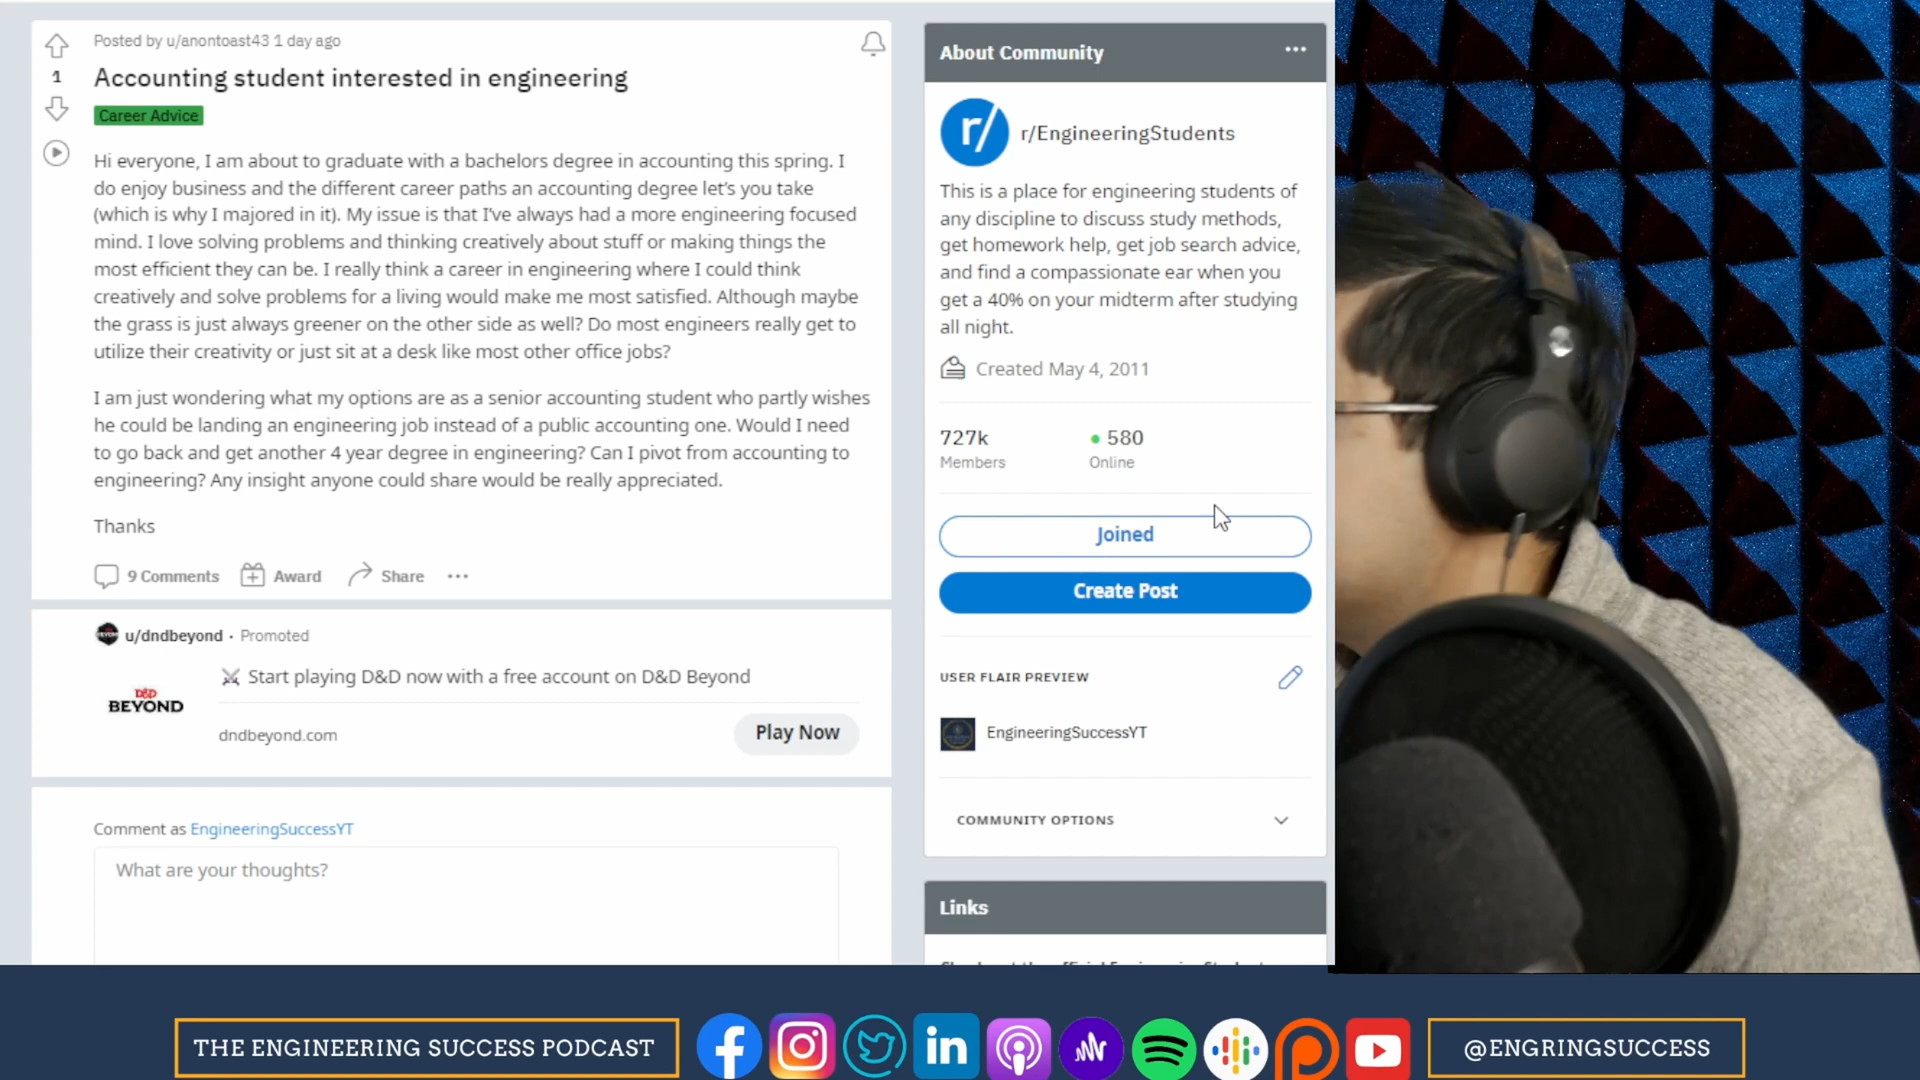 Posted by u/anontoast43 1 day ago
1
Accounting student interested in engineering
Career Advice
Hi everyone, I am about to graduate with a bachelors degree in accounting this spring. I
do enjoy business and the different career paths an accounting degree let's you take
(which is why I majored in it). My issue is that I've always had a more engineering focused
mind. I love solving problems and thinking creatively about stuff or making things the
most efficient they can be. I really think a career in engineering where I could think
creatively and solve problems for a living would make me most satisfied. Although maybe
the grass is just always greener on the other side as well? Do most engineers really get to
utilize their creativity or just sit at a desk like most other office jobs?
I am just wondering what my options are as a senior accounting student who partly wishes
he could be landing an engineering job instead of a public accounting one. Would I need
to go back and get another 4 year degree in engineering? Can I pivot from accounting to
engineering? Any insight anyone could share would be really appreciated.
Thanks
9 Comments Award Share
u/dndbeyond · Promoted
Start playing D&D now with a free account on D&D Beyond
D&D
BEYOND
dndbeyond.com
Play Now
Comment as EngineeringSuccessYT
What are your thoughts?
About Community
r/
r/EngineeringStudents
This is a place for engineering students of
any discipline to discuss study methods,
get homework help, get job search advice,
and find a compassionate ear when you
get a 40% on your midterm after studying
all night.
Created May 4, 2011
727k 580
Members Online
Joined
Create Post
USER FLAIR PREVIEW
EngineeringSuccessYT
COMMUNITY OPTIONS
Links
THE ENGINEERING SUCCESS PODCAST
in
@ENGRINGSUCCESS